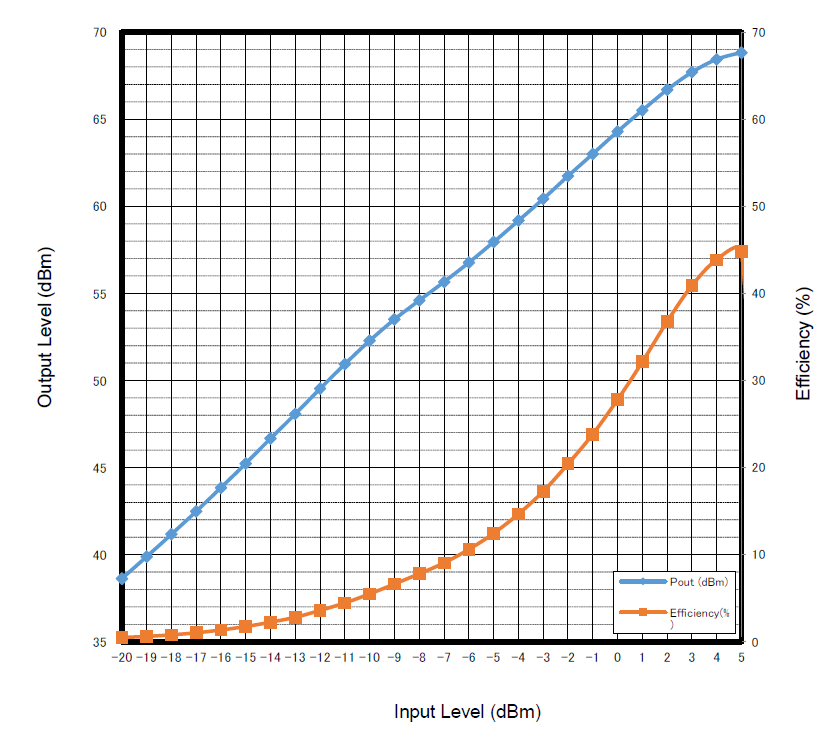 70
65
60
55
50
45
40
35
Output Level (dBm)
70
60
50
40
30
20
10
0
Efficiency (%)
Pout (dBm)
Efficiency(%
)
-20 -19 -18 -17 -16 -15 -14 -13 -12 -11 -10 -9 -8 -7 -6 -5 -4 -3 -2 -1 0 1 2 3 4 5
Input Level (dBm)